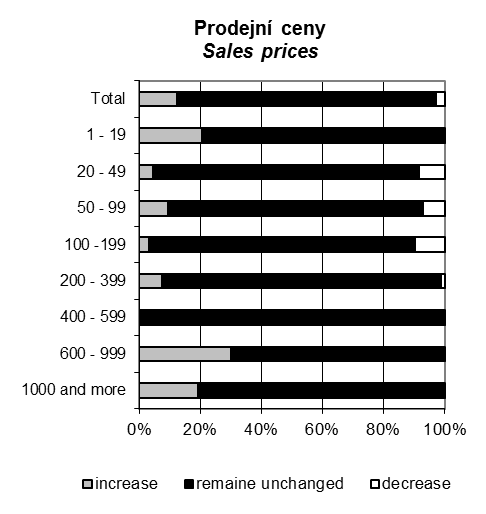 Prodejní ceny
Sales prices
Total
1 - 19
20 - 49
50 - 99
100 -199
200 - 399
400 - 599
600 - 999
1000 and more
0% 20% 40% 60% 80% 100%
increase remaine unchanged decrease